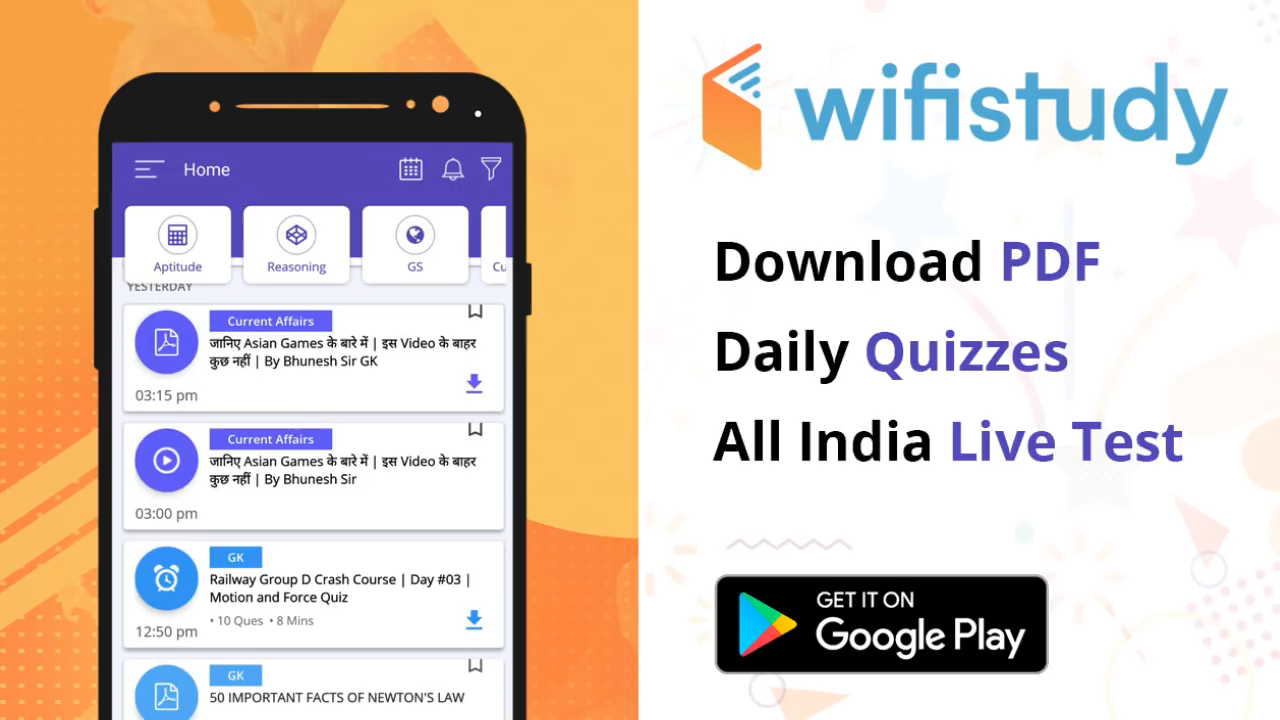 Home
Aptitude
Reasoning
GS
Cu
YESTERDAY
Current Affairs
जानिए Asian Games के बारे में | इस Video के बाहर
कुछ नहीं | By Bhunesh Sir GK
03:15 pm
Current Affairs
जानिए Asian Games के बारे में | इस Video के बाहर
कुछ नहीं | By Bhunesh Sir
03:00 pm
GK
Railway Group D Crash Course | Day #03 |
Motion and Force Quiz
• 10 Ques • 8 Mins
12:50 pm
GK
50 IMPORTANT FACTS OF NEWTON'S LAW
wifistudy
Download PDF
Daily Quizzes
All India Live Test
GET IT ON
Google Play